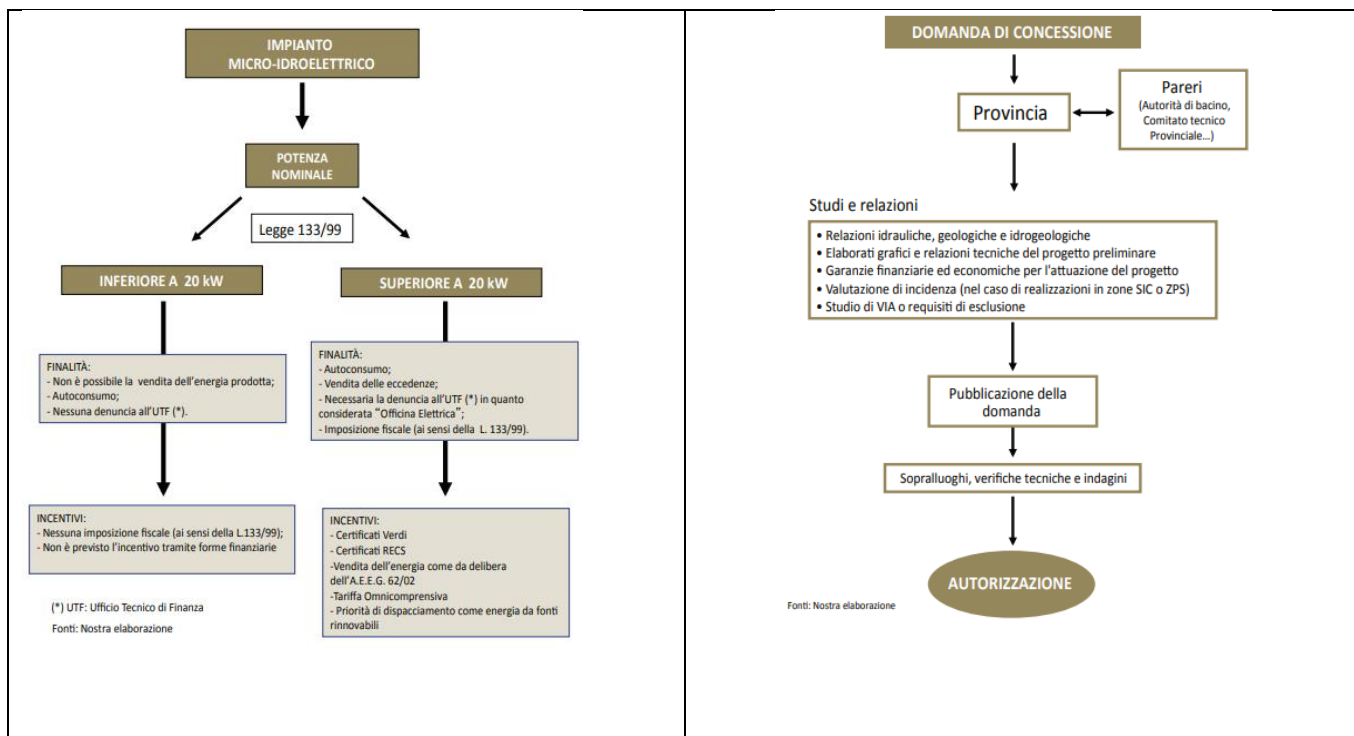 IMPIANTO
MICRO-IDROELETTRICO
POTENZA
NOMINALE
Legge 133/99
INFERIORE A 20 kW
SUPERIORE A 20 kW
FINALITÀ:
- Non è possibile la vendita dell'energia prodotta;
- Autoconsumo;
- Nessuna denuncia all'UTF (*).
FINALITÀ:
- Autoconsumo;
- Vendita delle eccedenze;
- Necessaria la denuncia all'UTF (*) in quanto
considerata "Officina Elettrica";
- Imposizione fiscale (ai sensi della L. 133/99).
INCENTIVI:
- Nessuna imposizione fiscale (ai sensi della L.133/99);
- Non è previsto l'incentivo tramite forme finanziarie
INCENTIVI:
- Certificati Verdi
- Certificati RECS
-Vendita dell'energia come da delibera
dell'A.E.E.G. 62/02
-Tariffa Omnicomprensiva
- Priorità di dispacciamento come energia da fonti
rinnovabili
(*) UTF: Ufficio Tecnico di Finanza
Fonti: Nostra elaborazione
DOMANDA DI CONCESSIONE
Provincia
Pareri
(Autorità di bacino,
Comitato tecnico
Provinciale...)
Studi e relazioni
• Relazioni idrauliche, geologiche e idrogeologiche
• Elaborati grafici e relazioni tecniche del progetto preliminare
• Garanzie finanziarie ed economiche per l'attuazione del progetto
• Valutazione di incidenza (nel caso di realizzazioni in zone SIC o ZPS)
• Studio di VIA o requisiti di esclusione
Pubblicazione della
domanda
Sopralluoghi, verifiche tecniche e indagini
AUTORIZZAZIONE
Fonti: Nostra elaborazione